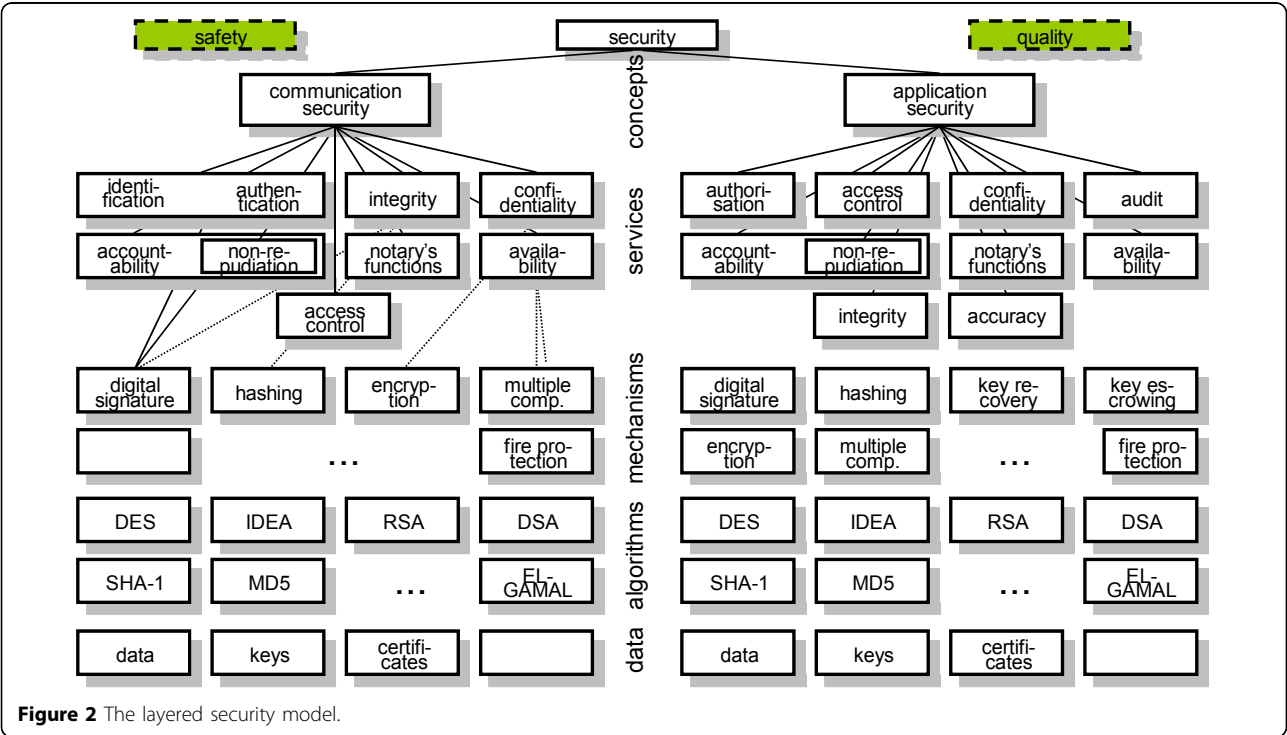 safety
security
quality
concepts
communication
security
application
security
services
identi-
fication
authen-
tication
integrity
confi-
dentiality
account-
ability
non-re-
pudiation
notary's
functions
availa-
bility
access
control
authori-
sation
access
control
confi-
dentiality
audit
account-
ability
non-re-
pudiation
notary's
functions
availa-
bility
integrity
accuracy
mechanisms
digital
signature
hashing
encryp-
tion
multiple
comp.
...
fire pro-
tection
digital
signature
hashing
key re-
covery
key es-
crowing
encryp-
tion
multiple
comp.
...
fire pro-
tection
algorithms
DES
IDEA
RSA
DSA
SHA-1
MD5
...
EL-
GAMAL
DES
IDEA
RSA
DSA
SHA-1
MD5
...
EL-
GAMAL
data
data
keys
certifi-
cates
data
keys
certifi-
cates
Figure 2 The layered security model.